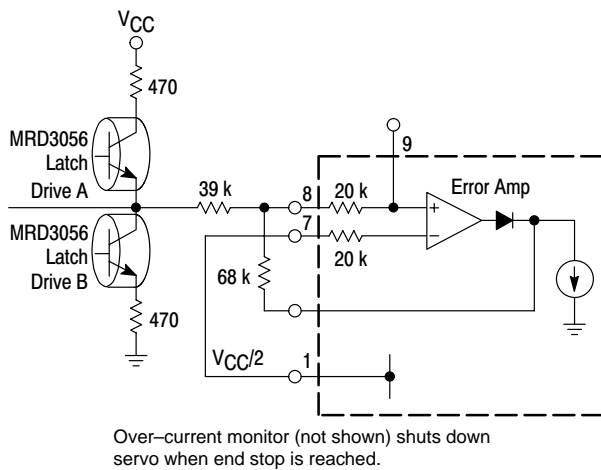 VCC
470
MRD3056
Latch
Drive A
MRD3056
Latch
Drive B
470
39 k
68 k
8
7
9
20 k
20 k
Error Amp
+
–
VCC/2
1
Over–current monitor (not shown) shuts down
servo when end stop is reached.